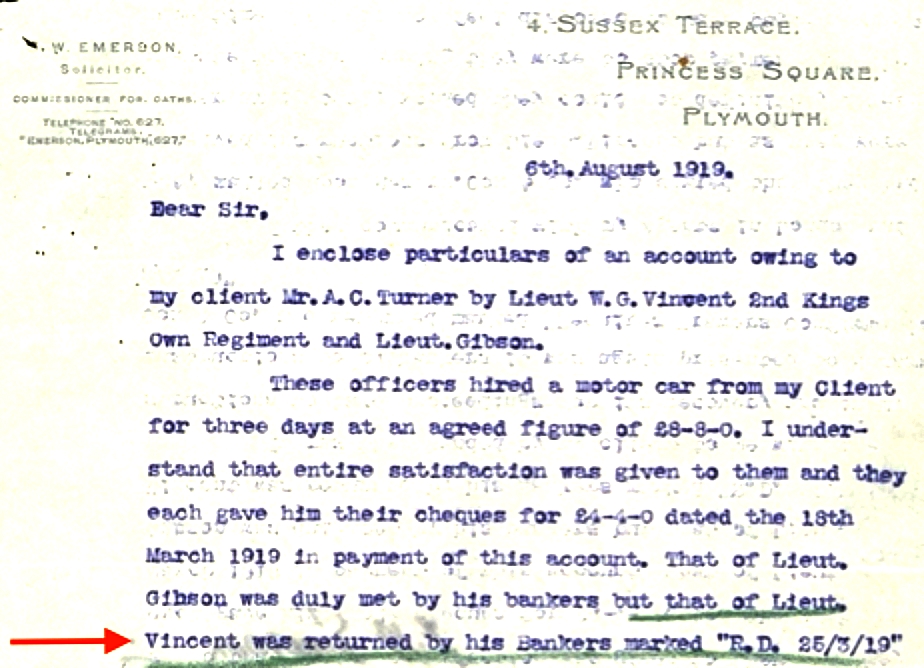 W. EMERSON,
Solicitor.
COMMISSIONER FOR OATHS.
TELEPHONE NO. 627.
TELEGRAMS.
"EMERSON, PLYMOUTH, 627."
4. SUSSEX TERRACE.
PRINCESS SQUARE.
PLYMOUTH.
6th. August 1919.
Dear Sir,
I enclose particulars of an account owing to
my client Mr. A.C. Turner by Lieut W.G. Vincent 2nd Kings
Own Regiment and Lieut. Gibson.
These officers hired a motor car from my Client
for three days at an agreed figure of £8-8-0. I under-
stand that entire satisfaction was given to them and they
each gave him their cheques for £4-4-0 dated the 18th
March 1919 in payment of this account. That of Lieut.
Gibson was duly met by his bankers but that of Lieut.
Vincent was returned by his Bankers marked "R.D. 25/3/19"